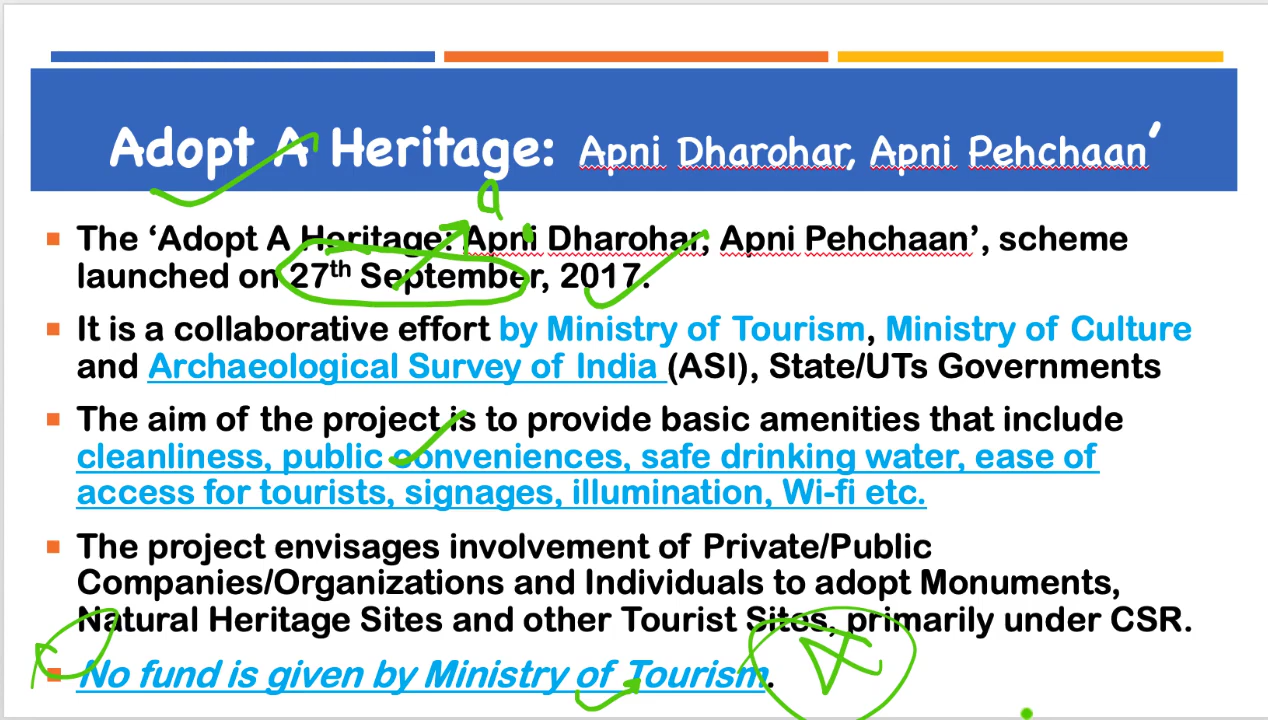 Adopt A Heritage: Apni Dharohar, Apni Pehchaan’
The ‘Adopt A Heritage: Apni Dharohar, Apni Pehchaan’, scheme
launched on 27th September, 2017.
It is a collaborative effort by Ministry of Tourism, Ministry of Culture
and Archaeological Survey of India (ASI), State/UTs Governments
The aim of the project is to provide basic amenities that include
cleanliness, public conveniences, safe drinking water, ease of
access for tourists, signages, illumination, Wi-fi etc.
The project envisages involvement of Private/Public
Companies/Organizations and Individuals to adopt Monuments,
Natural Heritage Sites and other Tourist Sites, primarily under CSR.
No fund is given by Ministry of Tourism.